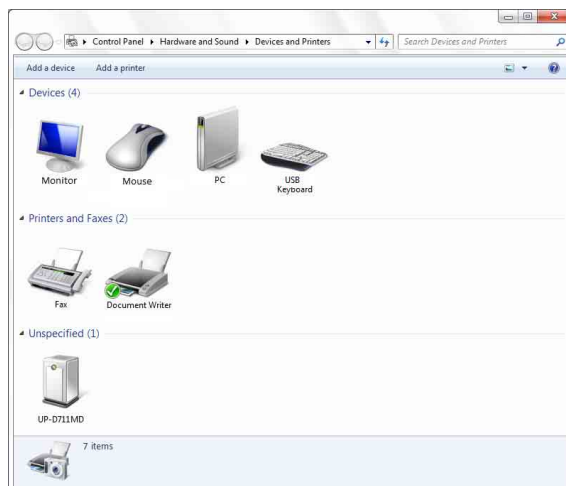 Control Panel ▸ Hardware and Sound ▸ Devices and Printers
Search Devices and Printers
Add a device Add a printer
Devices (4)
Monitor Mouse PC USB Keyboard
Printers and Faxes (2)
Fax Document Writer
Unspecified (1)
UP-D711MD
7 items